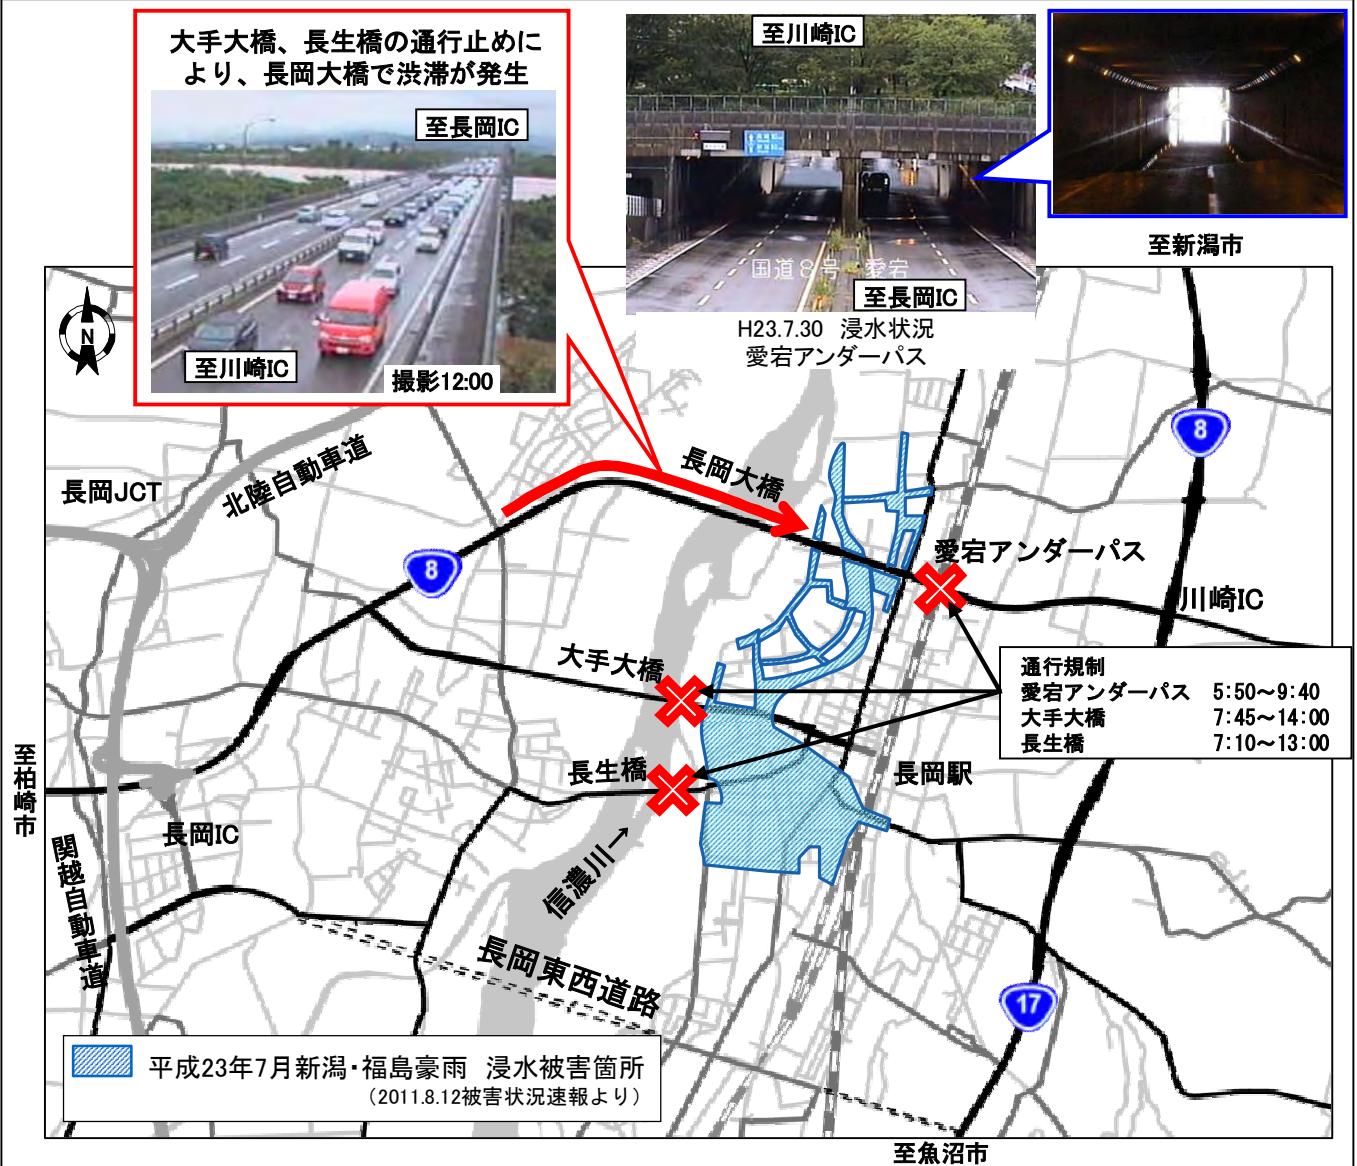 大手大橋、長生橋の通行止めに
より、長岡大橋で渋滞が発生
至長岡IC
至川崎IC
撮影12:00
至川崎IC
国道8号 愛宕
至長岡IC
H23.7.30 浸水状況
愛宕アンダーパス
至新潟市
N
8
長岡JCT
北陸自動車道
長岡大橋
8
愛宕アンダーパス
川崎IC
大手大橋
通行規制
愛宕アンダーパス 5:50～9:40
大手大橋 7:45～14:00
長生橋 7:10～13:00
至柏崎市
長生橋
長岡駅
長岡IC
関越自動車道
信濃川→
長岡東西道路
17
平成23年7月新潟・福島豪雨 浸水被害箇所
（2011.8.12被害状況速報より）
至魚沼市